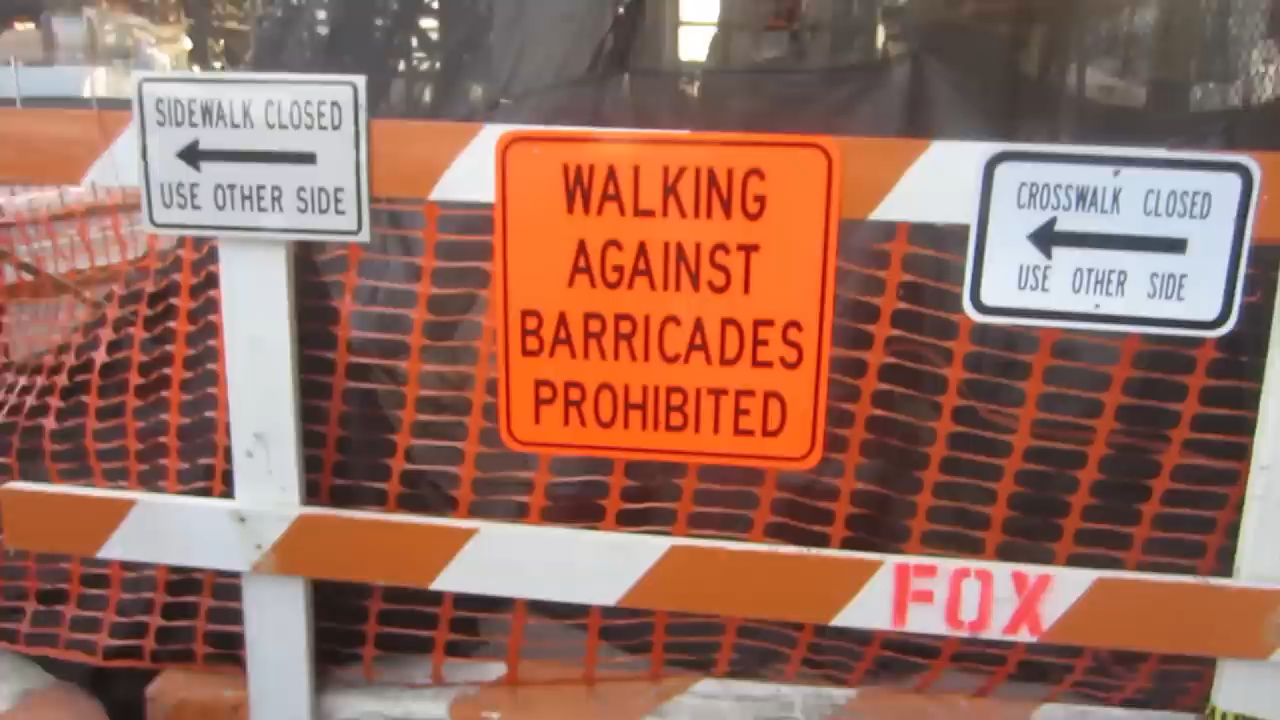 SIDEWALK CLOSED
USE OTHER SIDE
WALKING
AGAINST
BARRICADES
PROHIBITED
CROSSWALK CLOSED
USE OTHER SIDE
FOX